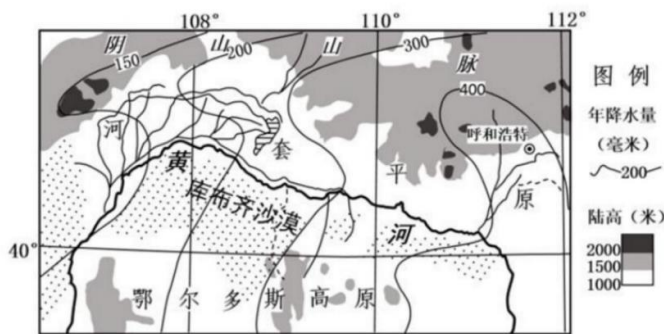 108° 110° 112°
阴 山 山 脉
150 200 300 400
图 例
年降水量
(毫米)
200
陆高(米)
2000
1500
1000
呼和浩特
河 套 平 原
黄 河
库布齐沙漠
40°
鄂 尔 多 斯 高 原